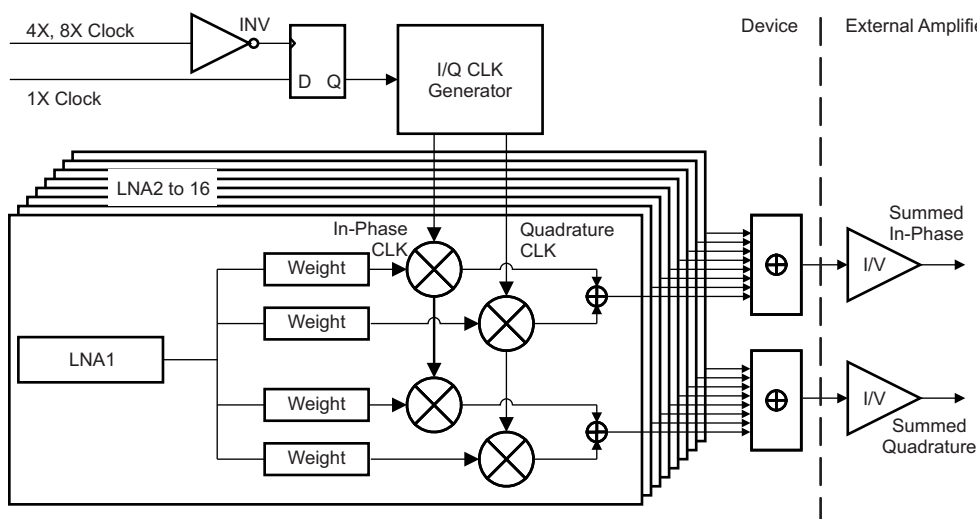 4X, 8X Clock
INV
Device
External Amplifie
D Q
1X Clock
I/Q CLK
Generator
LNA2 to 16
In-Phase
CLK
Quadrature
CLK
Summed
In-Phase
Weight
I/V
Weight
LNA1
Weight
I/V
Weight
Summed
Quadrature